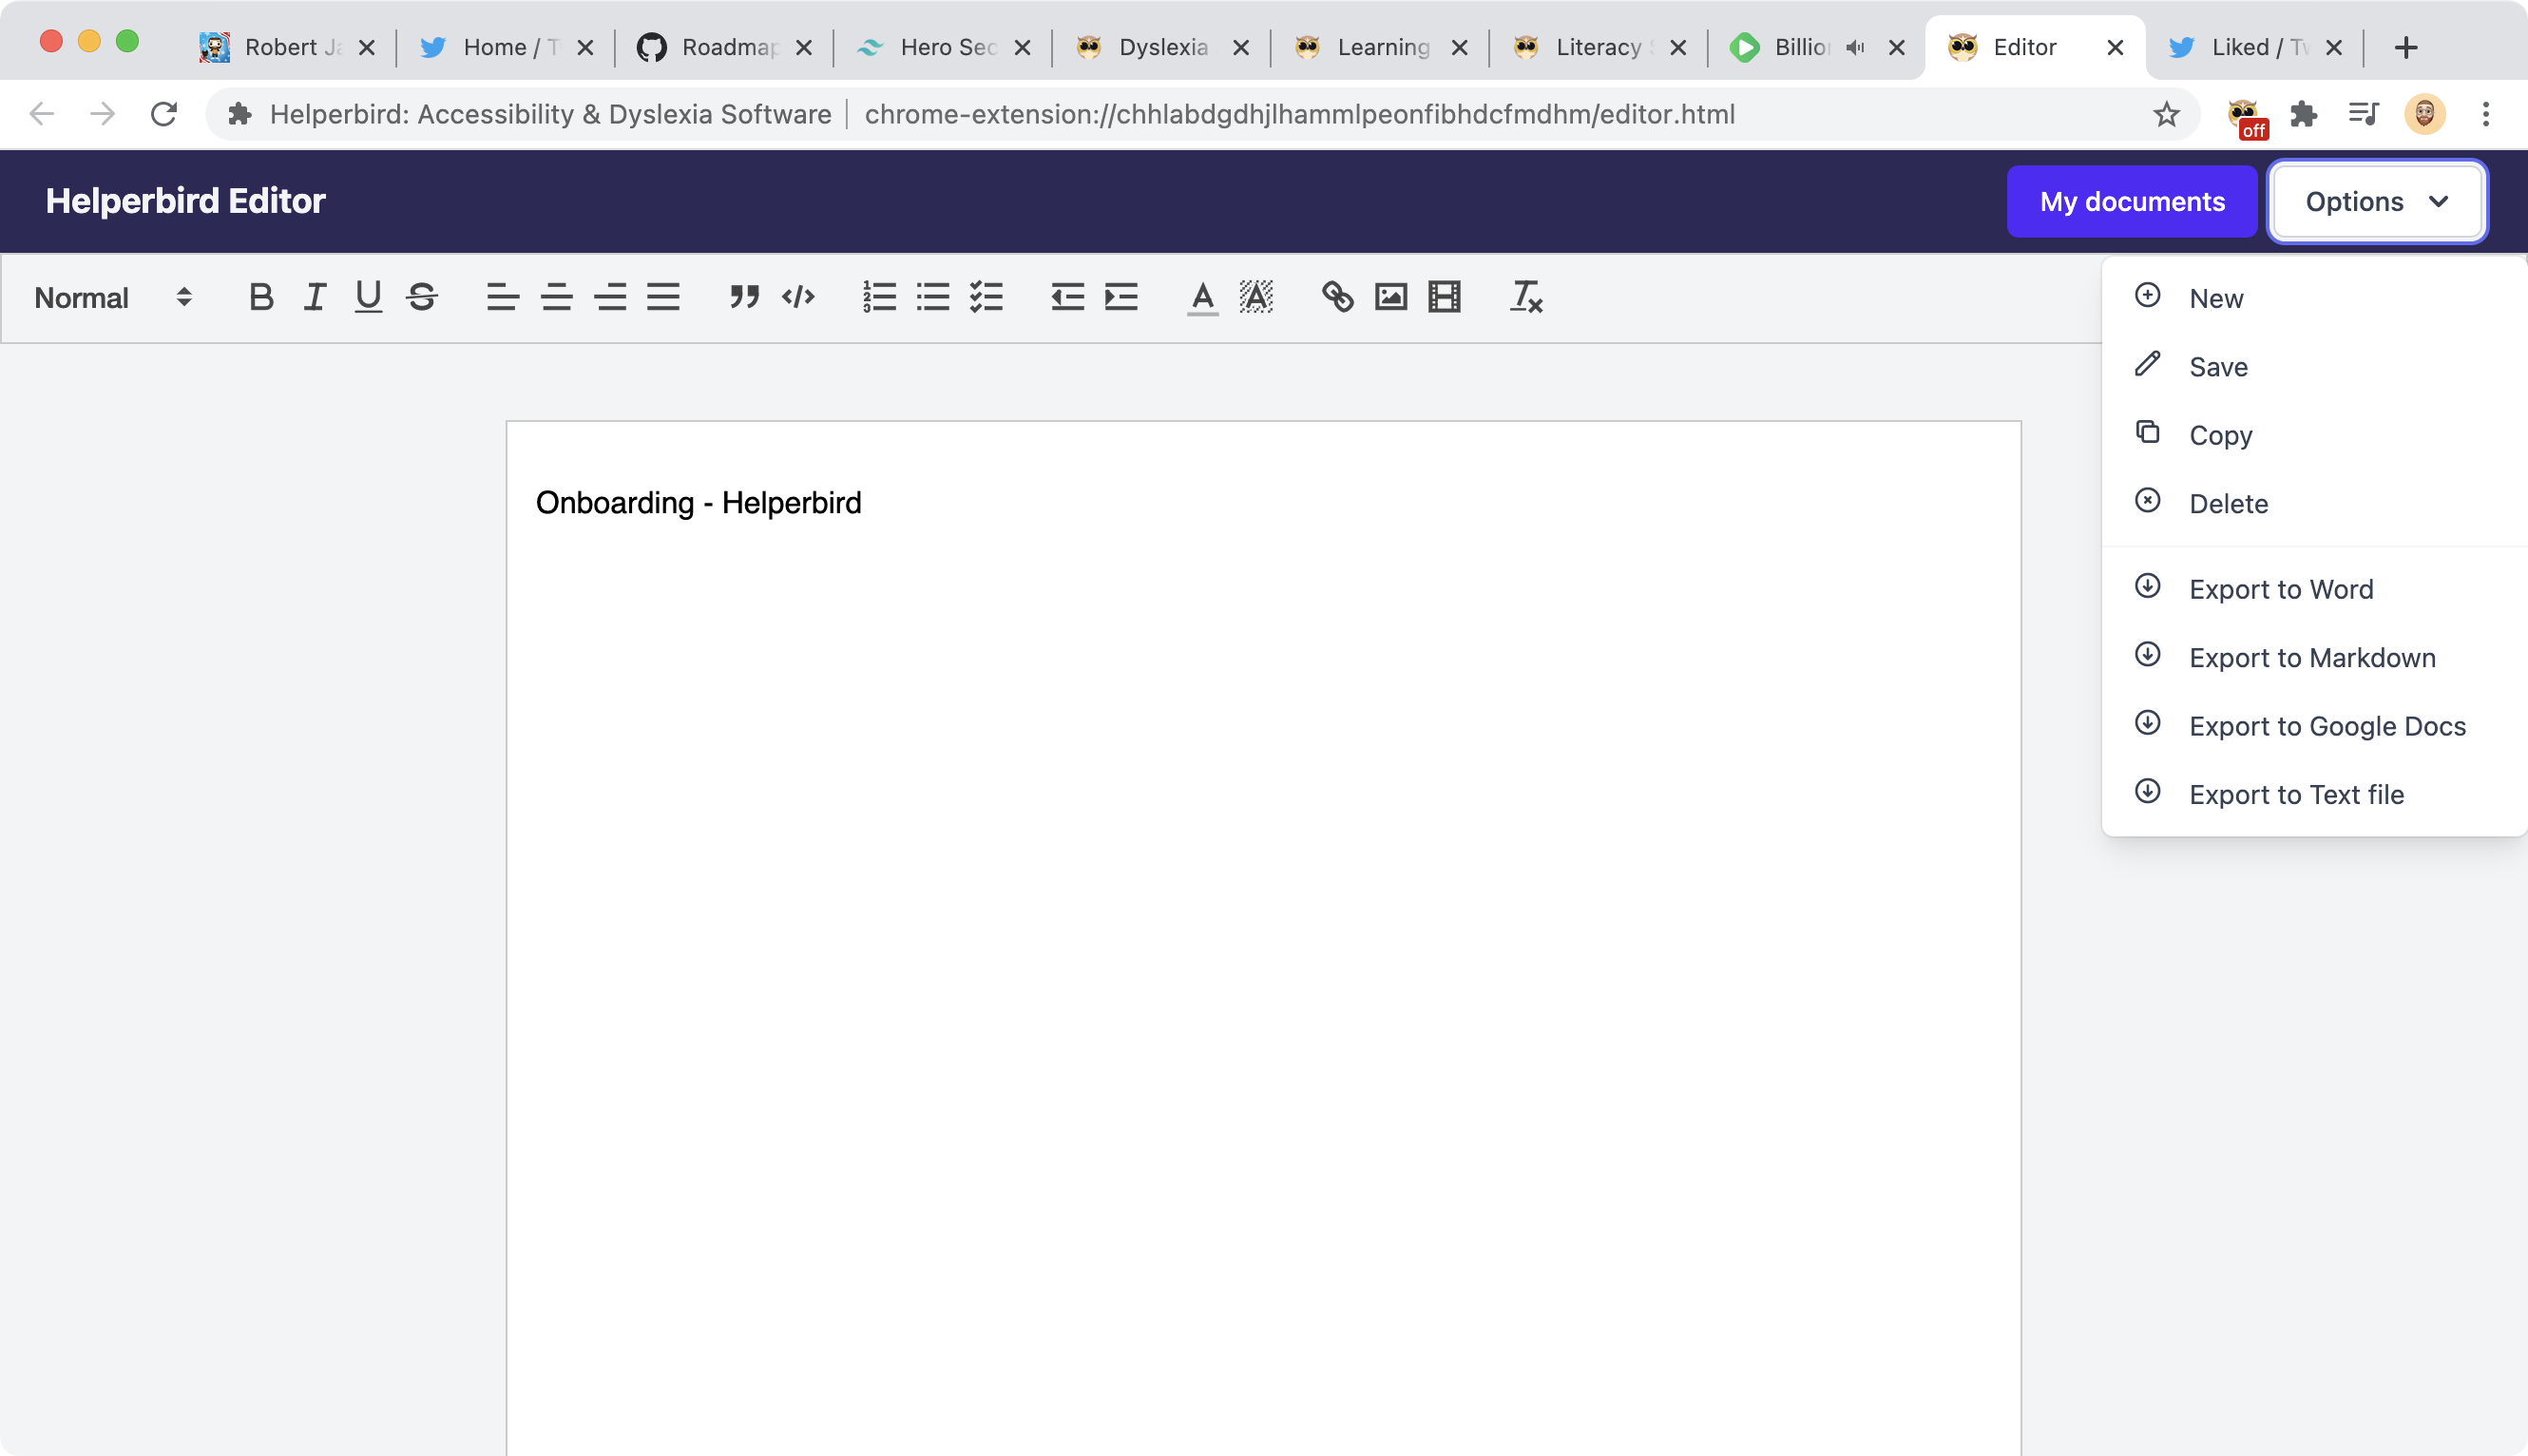 Robert Ja
Home / T
Roadmap
Hero Sec
Dyslexia
Learning
Literacy S
Billion
Editor
Liked / Tw
Helperbird: Accessibility & Dyslexia Software
chrome-extension://chhlabdgdhjlhammlpeonfibhdcfmdhm/editor.html
off
Helperbird Editor
My documents
Options
Normal
New
Save
Copy
Delete
Export to Word
Export to Markdown
Export to Google Docs
Export to Text file
Onboarding - Helperbird